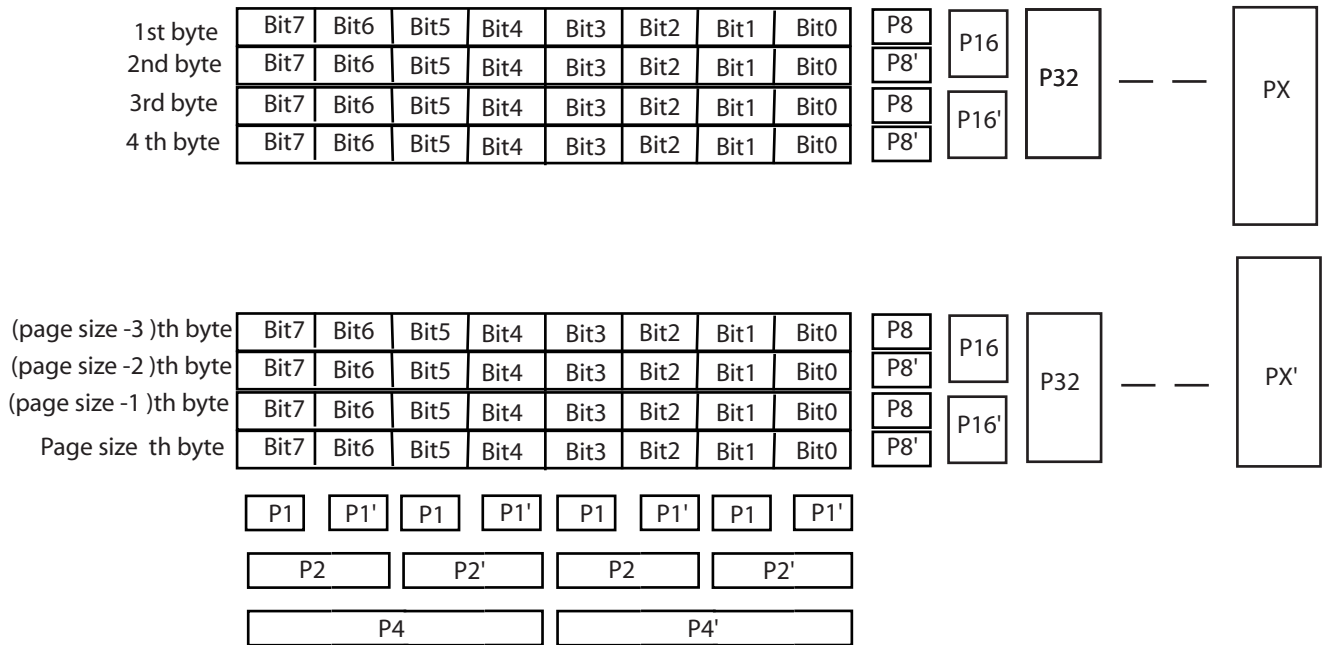 1st byte Bit7 Bit6 Bit5 Bit4 Bit3 Bit2 Bit1 Bit0 P8 P16 P32 PX
2nd byte Bit7 Bit6 Bit5 Bit4 Bit3 Bit2 Bit1 Bit0 P8'
3rd byte Bit7 Bit6 Bit5 Bit4 Bit3 Bit2 Bit1 Bit0 P8 P16'
4 th byte Bit7 Bit6 Bit5 Bit4 Bit3 Bit2 Bit1 Bit0 P8'
(page size -3 )th byte Bit7 Bit6 Bit5 Bit4 Bit3 Bit2 Bit1 Bit0 P8 P16 P32 PX'
(page size -2 )th byte Bit7 Bit6 Bit5 Bit4 Bit3 Bit2 Bit1 Bit0 P8'
(page size -1 )th byte Bit7 Bit6 Bit5 Bit4 Bit3 Bit2 Bit1 Bit0 P8 P16'
Page size th byte Bit7 Bit6 Bit5 Bit4 Bit3 Bit2 Bit1 Bit0 P8'
P1 P1' P1 P1' P1 P1' P1 P1'
P2 P2' P2 P2'
P4 P4'